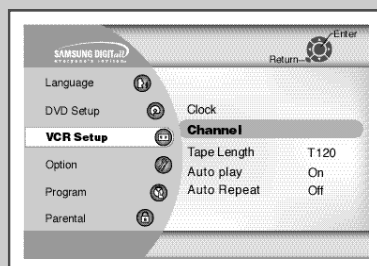 SAMSUNG DIGITall
everyone's invited
Enter
Return
Language
DVD Setup
VCR Setup
Option
Program
Parental
Clock
Channel
Tape Length T120
Auto play On
Auto Repeat Off